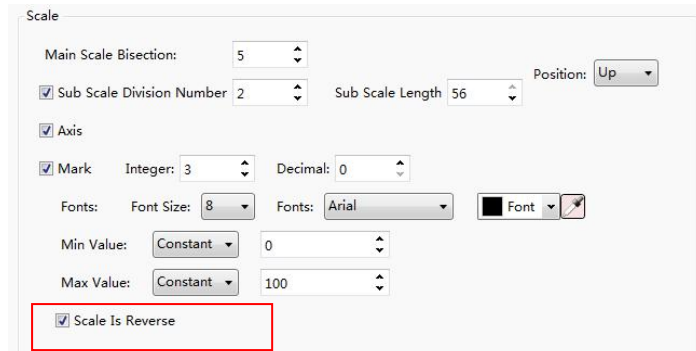 Scale
Main Scale Bisection: 5
Position: Up
Sub Scale Division Number 2 Sub Scale Length 56
Axis
Mark Integer: 3 Decimal: 0
Fonts: Font Size: 8 Fonts: Arial Font
Min Value: Constant 0
Max Value: Constant 100
Scale Is Reverse